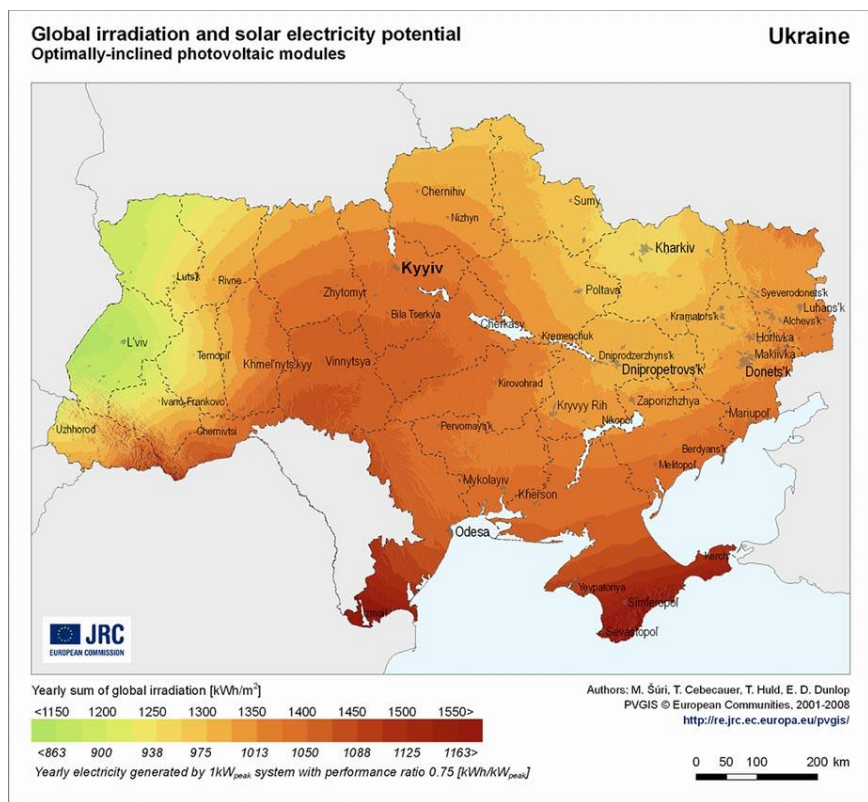 Global irradiation and solar electricity potential
Optimally-inclined photovoltaic modules
Ukraine
Chernihiv
Sumy
Nizhyn
Kharkiv
Kyyiv
Luts'k
Rivne
Zhytomyr
Poltava
Syeverodonets'k
Luhans'k
Bila Tserkva
Kramators'k
Alchevs'k
Cherkasy
L'viv
Kremenchuk
Horlivka
Ternopil'
Khmel'nyts'kyy
Vinnytsya
Dniprodzerzhyns'k
Makiivka
Dnipropetrovs'k
Donets'k
Kirovohrad
Ivano-Frankovo
Kryvyy Rih
Zaporizhzhya
Mariupol'
Uzhhorod
Chernivtsi
Pervomays'k
Nikopol'
Berdyans'k
Melitopol'
Mykolayiv
Kherson
Odesa
Kerch
Yevpatoriya
Izmail
Simferopol'
Sevastopol'
JRC
EUROPEAN COMMISSION
Yearly sum of global irradiation [kWh/m²]
<1150 1200 1250 1300 1350 1400 1450 1500 1550>
<863 900 938 975 1013 1050 1088 1125 1163>
Yearly electricity generated by 1kWpeak system with performance ratio 0.75 [kWh/kWpeak]
Authors: M. Šúri, T. Cebecauer, T. Huld, E. D. Dunlop
PVGIS © European Communities, 2001-2008
http://re.jrc.ec.europa.eu/pvgis/
0 50 100 200 km